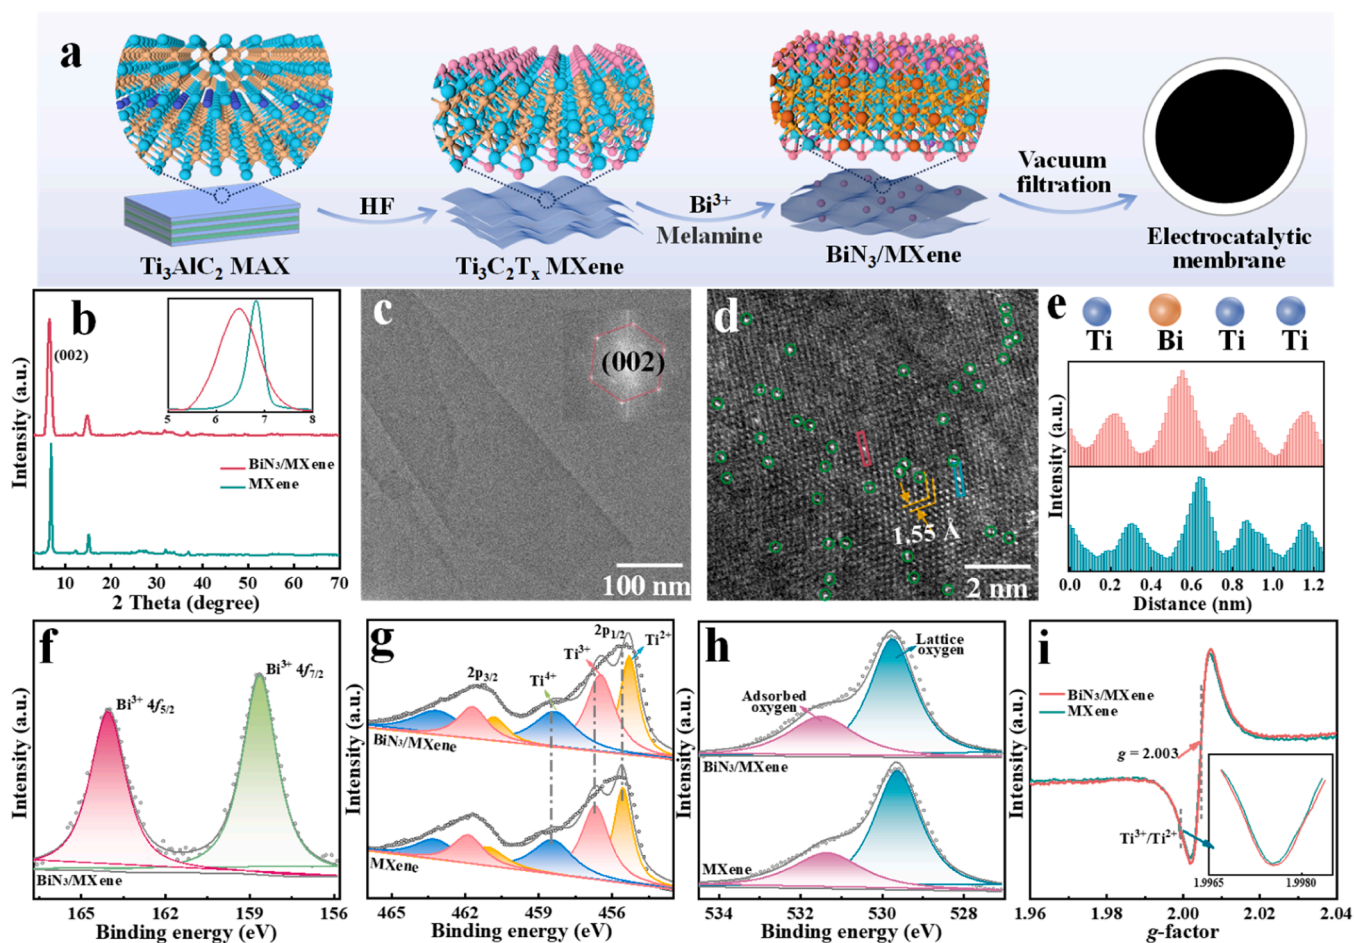 a
HF
Bi³⁺
Melamine
Vacuum
filtration
Ti₃AlC₂ MAX
Ti₃C₂Tₓ MXene
BiN₃/MXene
Electrocatalytic
membrane
b
(002)
5 6 7 8
BiN₃/MXene
MXene
Intensity (a.u.)
10 20 30 40 50 60 70
2 Theta (degree)
c
(002)
100 nm
d
1.55 Å
2 nm
e
Ti Bi Ti Ti
Intensity (a.u.)
0.0 0.2 0.4 0.6 0.8 1.0 1.2
Distance (nm)
f
Bi³⁺ 4f₅/₂
Bi³⁺ 4f₇/₂
BiN₃/MXene
Intensity (a.u.)
165 162 159 156
Binding energy (eV)
g
2p₃/₂
2p₁/₂
Ti⁴⁺
Ti³⁺
Ti²⁺
BiN₃/MXene
MXene
Intensity (a.u.)
465 462 459 456
Binding energy (eV)
h
Lattice
oxygen
Adsorbed
oxygen
BiN₃/MXene
MXene
Intensity (a.u.)
534 532 530 528
Binding energy (eV)
i
BiN₃/MXene
MXene
g = 2.003
Ti³⁺/Ti²⁺
1.9965 1.9980
Intensity (a.u.)
1.96 1.98 2.00 2.02 2.04
g-factor